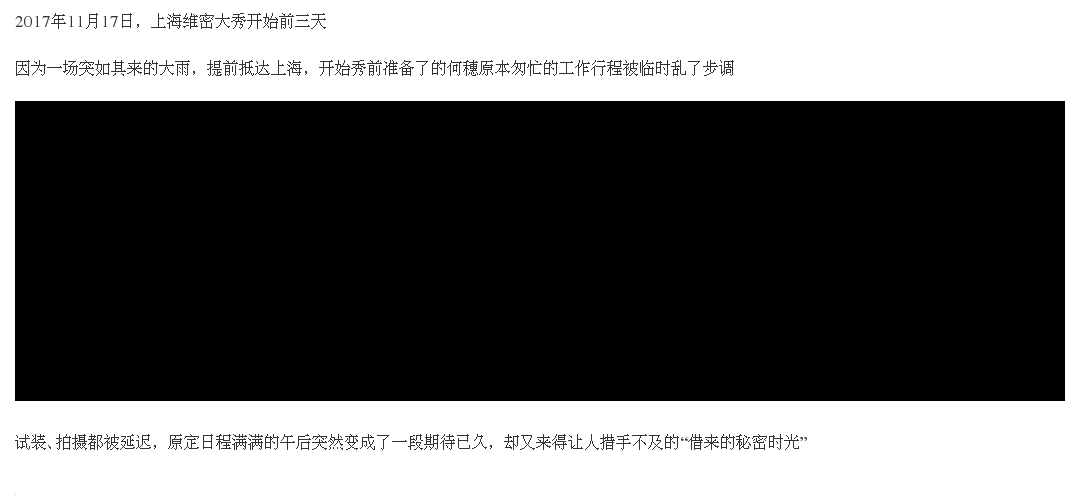 2017年11月17日，上海维密大秀开始前三天
因为一场突如其来的大雨，提前抵达上海，开始秀前准备了的何穗原本匆忙的工作行程被临时乱了步调
试装、拍摄都被延迟，原定日程满满的午后突然变成了一段期待已久，却又来得让人措手不及的“借来的秘密时光”